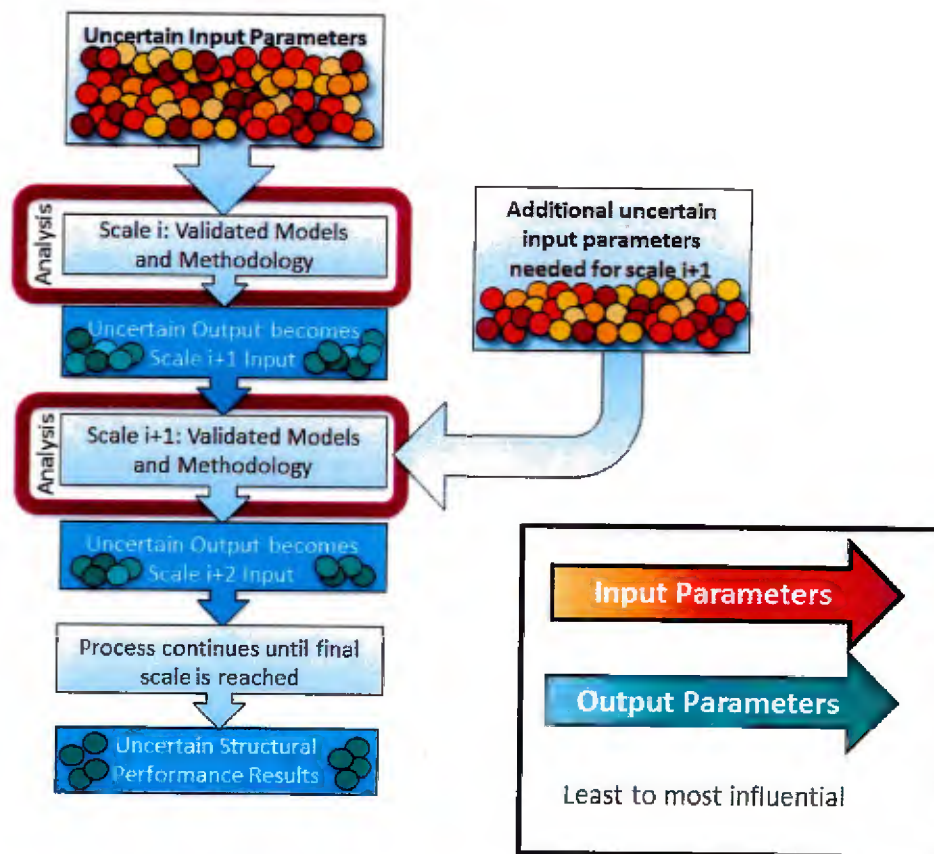 Uncertain Input Parameters
Analysis
Scale i: Validated Models
and Methodology
Additional uncertain
input parameters
needed for scale i+1
Uncertain Output becomes
Scale i+1 Input
Analysis
Scale i+1: Validated Models
and Methodology
Uncertain Output becomes
Scale i+2 Input
Process continues until final
scale is reached
Uncertain Structural
Performance Results
Input Parameters
Output Parameters
Least to most influential